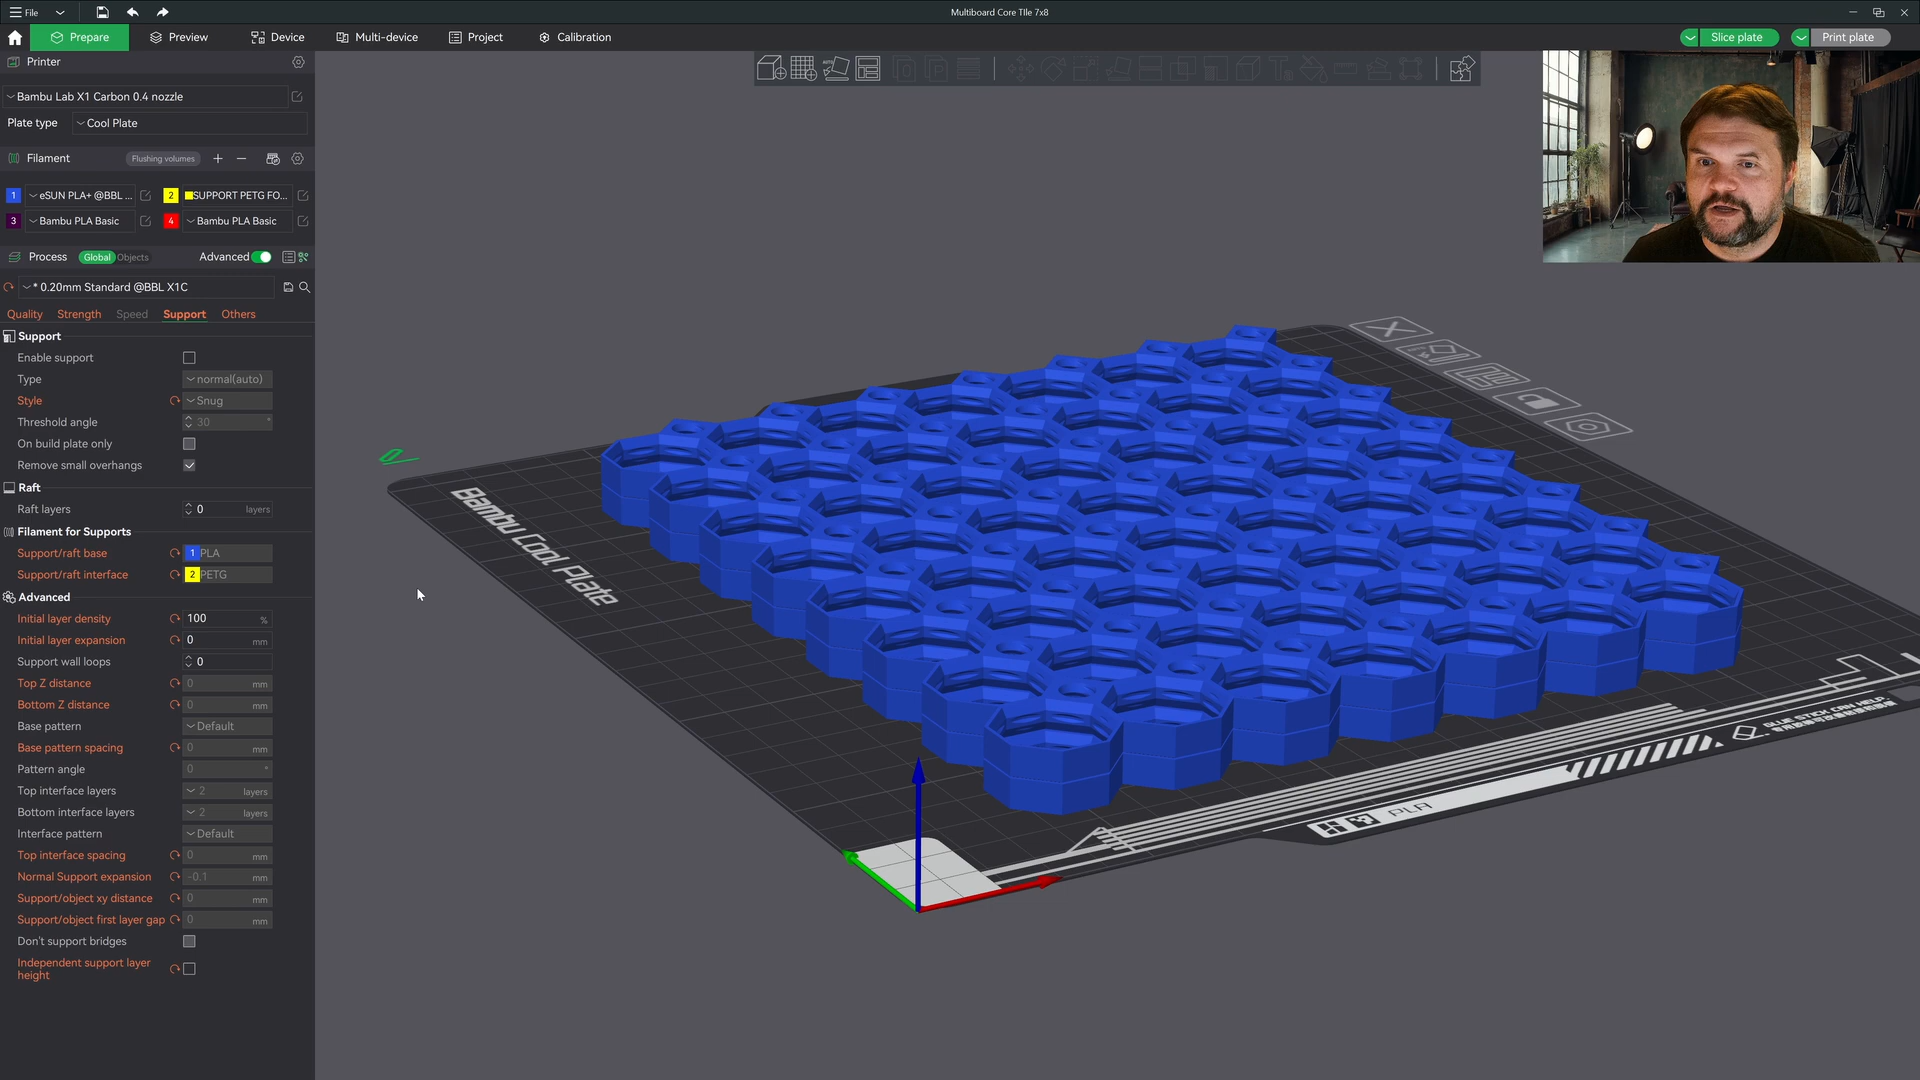 File
Multiboard Core TIle 7x8
Prepare
Preview
Device
Multi-device
Project
Calibration
Slice plate
Print plate
Printer
Bambu Lab X1 Carbon 0.4 nozzle
Plate type
Cool Plate
Filament
Flushing volumes
1
eSUN PLA+ @BBL ...
2
SUPPORT PETG FO...
3
Bambu PLA Basic
4
Bambu PLA Basic
Process
Global
Objects
Advanced
* 0.20mm Standard @BBL X1C
Quality
Strength
Speed
Support
Others
Support
Enable support
Type
normal(auto)
Style
Snug
Threshold angle
30 °
On build plate only
Remove small overhangs
Raft
Raft layers
0 layers
Filament for Supports
Support/raft base
1 PLA
Support/raft interface
2 PETG
Advanced
Initial layer density
100 %
Initial layer expansion
0 mm
Support wall loops
0
Top Z distance
0 mm
Bottom Z distance
0 mm
Base pattern
Default
Base pattern spacing
0 mm
Pattern angle
0 °
Top interface layers
2 layers
Bottom interface layers
2 layers
Interface pattern
Default
Top interface spacing
0 mm
Normal Support expansion
-0.1 mm
Support/object xy distance
0 mm
Support/object first layer gap
0 mm
Don't support bridges
Independent support layer
height
Bambu Cool Plate
PLA
GLUE STICK CAN HELP.